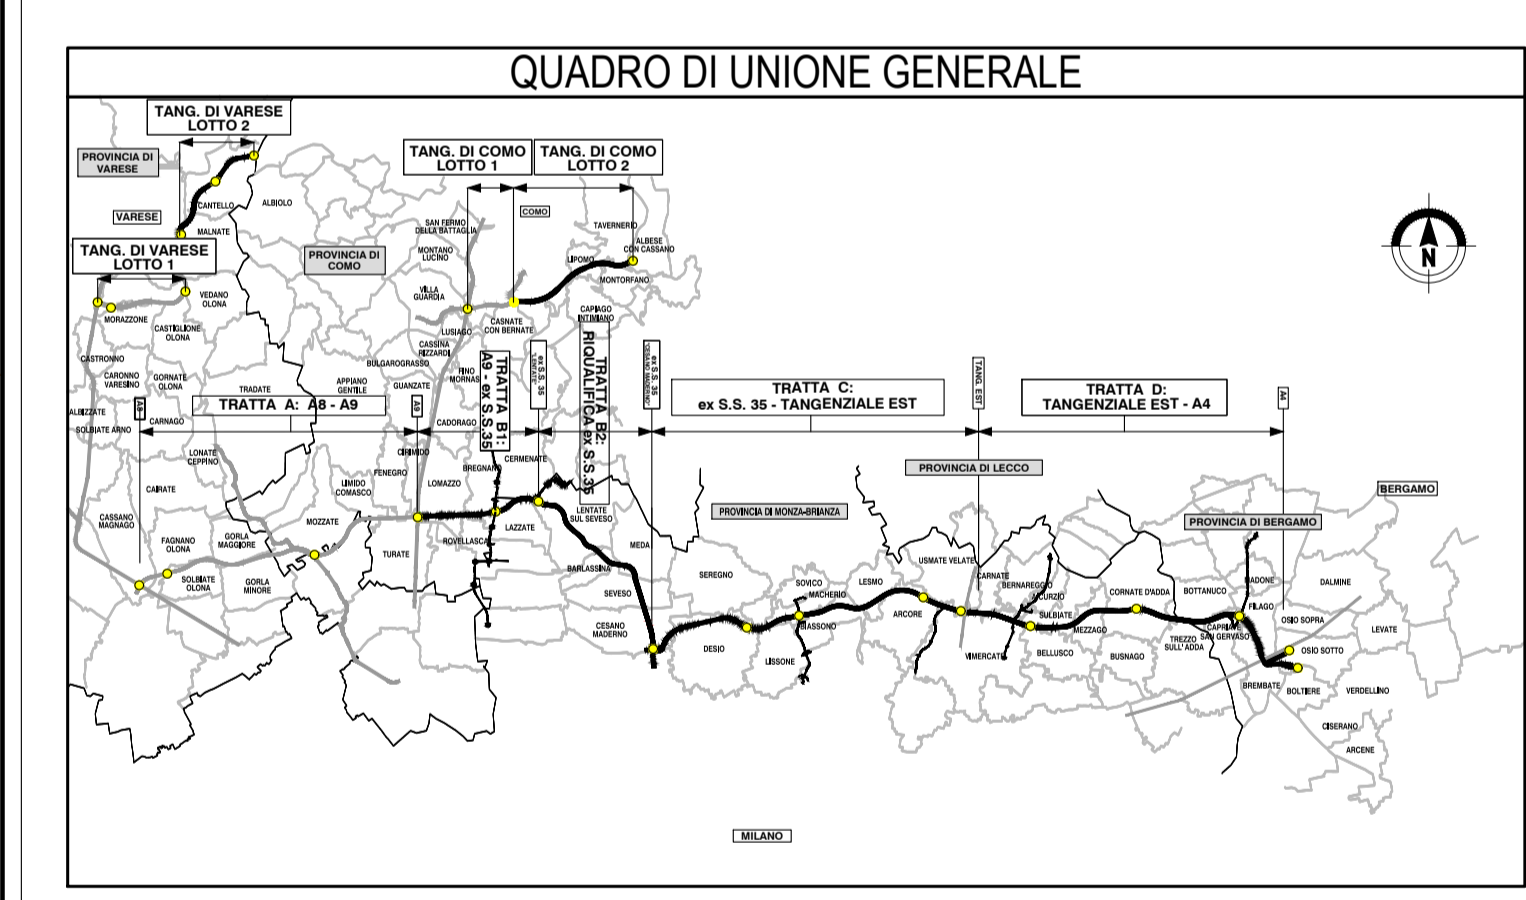 QUADRO DI UNIONE GENERALE
TANG. DI VARESE
LOTTO 2
PROVINCIA DI
VARESE
VARESE
CANTELLO
ALBIOLO
MALNATE
TANG. DI VARESE
LOTTO 1
PROVINCIA DI
COMO
TANG. DI COMO
LOTTO 1
TANG. DI COMO
LOTTO 2
COMO
SAN FERMO
DELLA BATTAGLIA
TAVERNERIO
ALBESE
CON CASSANO
MONTANO
LUCINO
LIPOMO
MONTORFANO
VILLA
GUARDIA
VEDANO
OLONA
MORAZZONE
CASTIGLIONE
OLONA
LUSIAGO
CASNATE
CON BERNATE
CAPIAGO
INTIMIANO
CASTRONNO
CASSINA
RIZZARDI
BULGAROGRASSO
CARONNO
VARESINO
GORNATE
OLONA
TRADATE
APPIANO
GENTILE
GUANZATE
FINO
MORNAS
TRATTA B1:
A9 - ex S.S.35
ex S.S. 35
"LENTATE"
TRATTA B2:
RIQUALIFICA ex S.S.35
ex S.S. 35
"CESANO MADERNO"
TRATTA C:
ex S.S. 35 - TANGENZIALE EST
TANG. EST
TRATTA D:
TANGENZIALE EST - A4
A4
ALBIZZATE
A8
TRATTA A: A8 - A9
A9
SOLBIATE ARNO
CARNAGO
CADORAGO
LONATE
CEPPINO
CIRIMIDO
CERMENATE
FENEGRO
BREGNANO
PROVINCIA DI LECCO
CAIRATE
LIMIDO
COMASCO
LOMAZZO
BERGAMO
CASSANO
MAGNAGO
MOZZATE
LAZZATE
LENTATE
SUL SEVESO
PROVINCIA DI MONZA-BRIANZA
PROVINCIA DI BERGAMO
FAGNANO
OLONA
GORLA
MAGGIORE
TURATE
ROVELLASCA
MEDA
SOLBIATE
OLONA
GORLA
MINORE
BARLASSINA
SEVESO
SEREGNO
SOVICO
MACHERIO
LESMO
USMATE VELATE
CARNATE
BERNAREGGIO
CORNATE D'ADDA
BOTTANUCO
MADONE
DALMINE
CESANO
MADERNO
DESIO
BIASSONO
LISSONE
ARCORE
VIMERCATE
SULBIATE
MEZZAGO
BELLUSCO
BUSNAGO
TREZZO
SULL' ADDA
FILAGO
CAPRIATE
SAN GERVASO
OSIO SOPRA
LEVATE
OSIO SOTTO
BREMBATE
BOLTIERE
VERDELLINO
CISERANO
ARCENE
N
MILANO